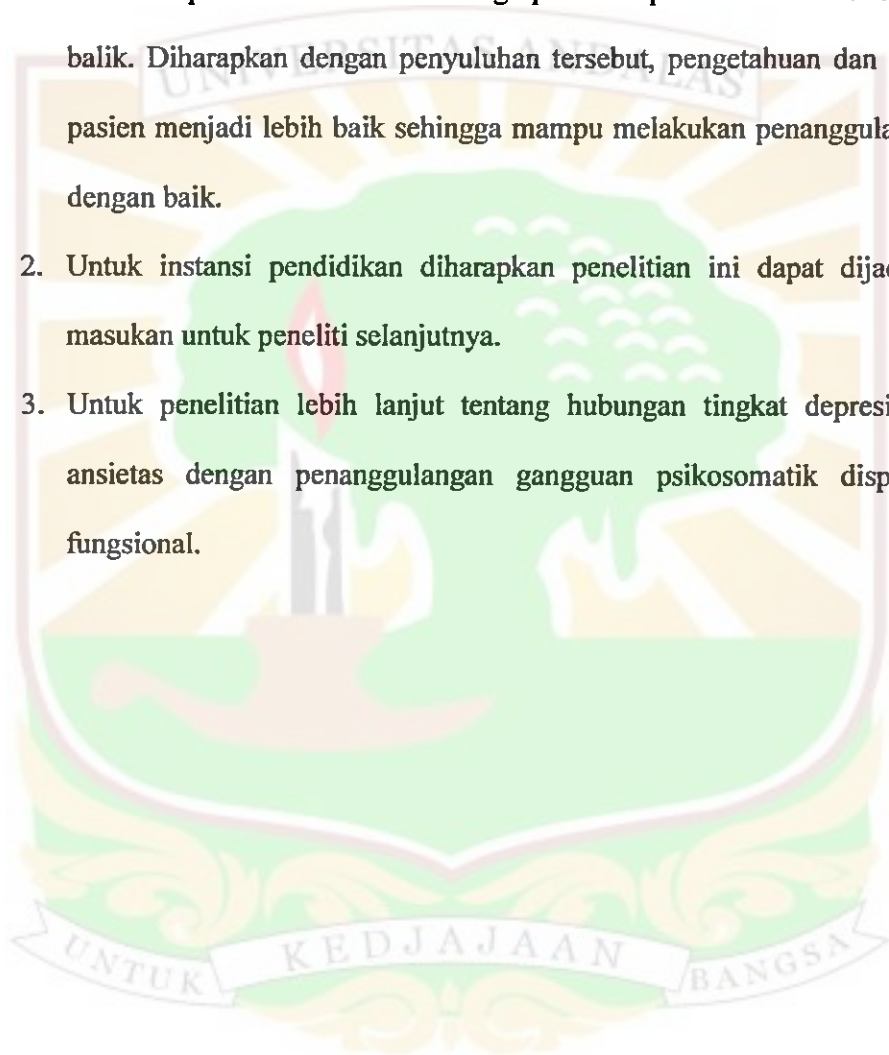 balik. Diharapkan dengan penyuluhan tersebut, pengetahuan dan
pasien menjadi lebih baik sehingga mampu melakukan penanggula
dengan baik.
2. Untuk instansi pendidikan diharapkan penelitian ini dapat dija
masukan untuk peneliti selanjutnya.
3. Untuk penelitian lebih lanjut tentang hubungan tingkat depresi
ansietas dengan penanggulangan gangguan psikosomatik disp
fungsional.
UNIVERSITAS ANDALAS
UNTUK KEDJAJAAN BANGSA